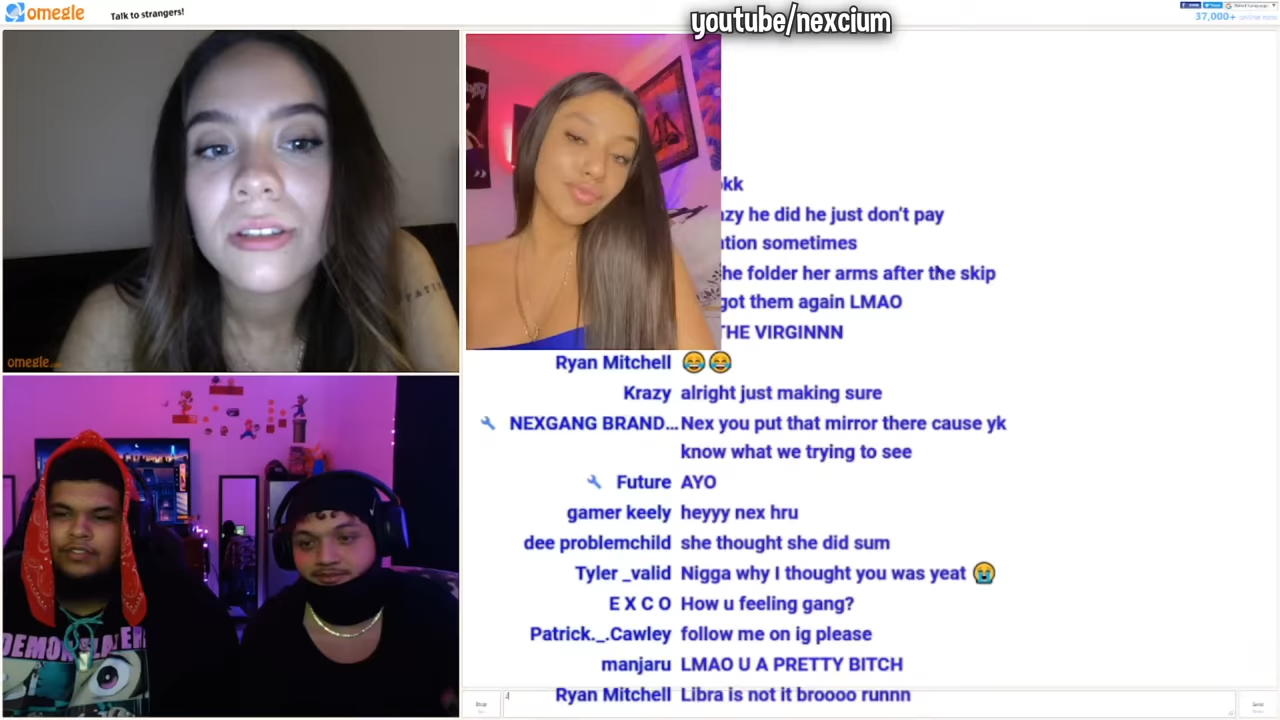 omegle
Talk to strangers!
youtube/nexcium
37,000+
okk
azy he did he just don't pay
ntion sometimes
he folder her arms after the skip
got them again LMAO
THE VIRGINNN
Ryan Mitchell 😂😂
Krazy alright just making sure
NEXGANG BRAND... Nex you put that mirror there cause yk
know what we trying to see
Future AYO
gamer keely heyyy nex hru
dee problemchild she thought she did sum
Tyler _valid Nigga why I thought you was yeat 😭
E X C O How u feeling gang?
Patrick._.Cawley follow me on ig please
manjaru LMAO U A PRETTY BITCH
Ryan Mitchell Libra is not it broooo runnn
omegle
Stop
Send